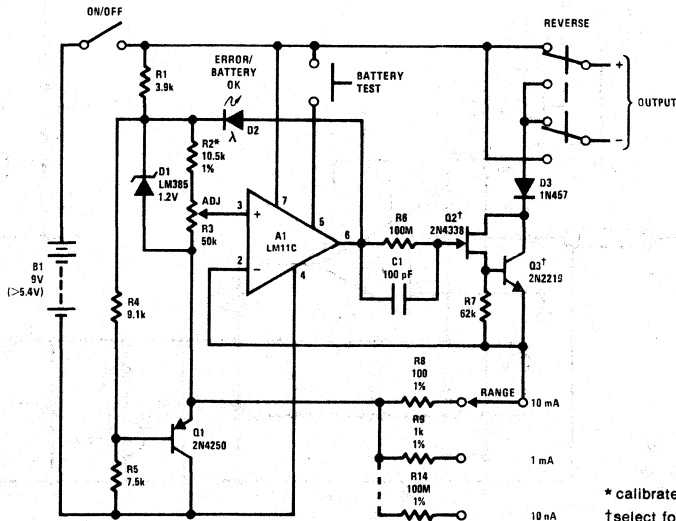 ON/OFF
REVERSE
R1
3.9k
ERROR/
BATTERY
OK
BATTERY
TEST
+
OUTPUT
−
λ
D2
R2*
10.5k
1%
D1
LM385
1.2V
ADJ
R3
50k
3
+
7
A1
LM11C
5
6
2
−
4
R6
100M
C1
100 pF
Q2†
2N4338
D3
1N457
Q3†
2N2219
R7
62k
B1
9V
(>5.4V)
R4
9.1k
R8
100
1%
RANGE
10 mA
Q1
2N4250
R9
1k
1%
1 mA
R5
7.5k
R14
100M
1%
10 nA
* calibrate
†select fo